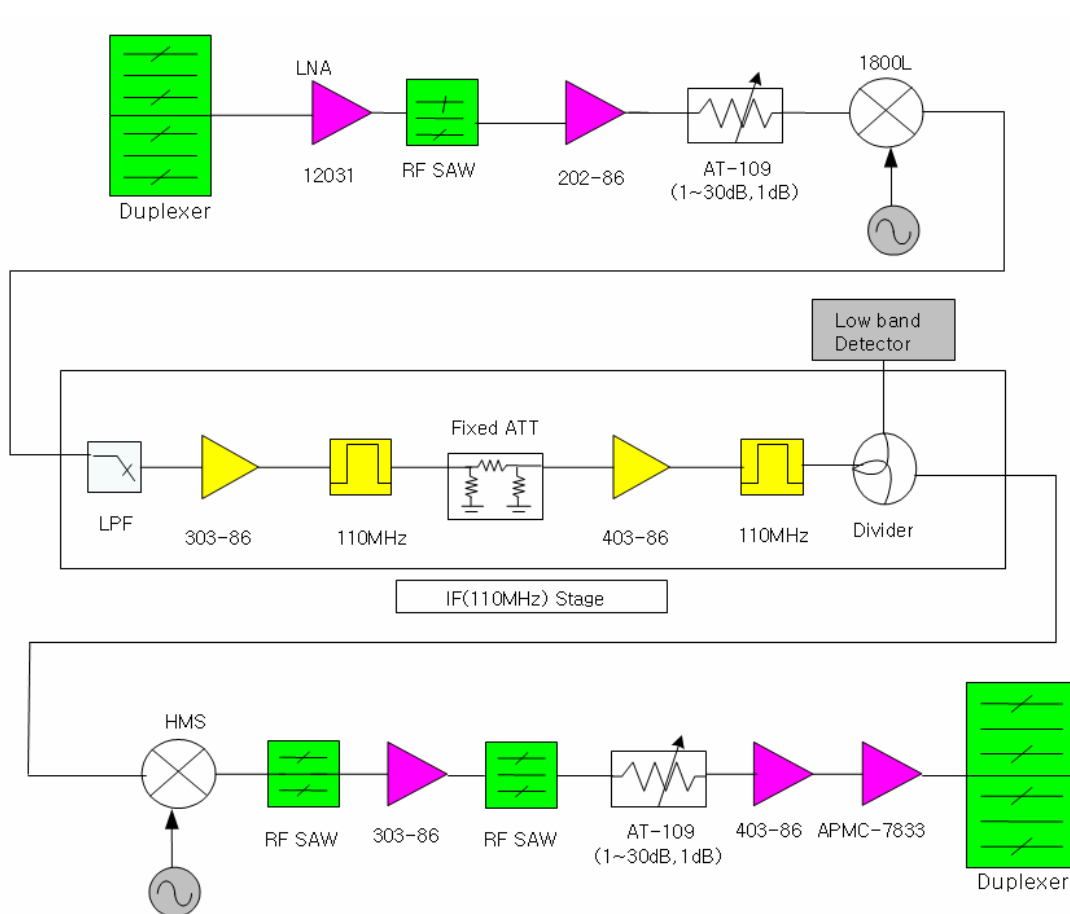 LNA
1800L
12031
RF SAW
202-86
AT-109
(1~30dB,1dB)
Duplexer
Low band
Detector
Fixed ATT
LPF
303-86
110MHz
403-86
110MHz
Divider
IF(110MHz) Stage
HMS
RF SAW
303-86
RF SAW
AT-109
(1~30dB,1dB)
403-86
APMC-7833
Duplexer